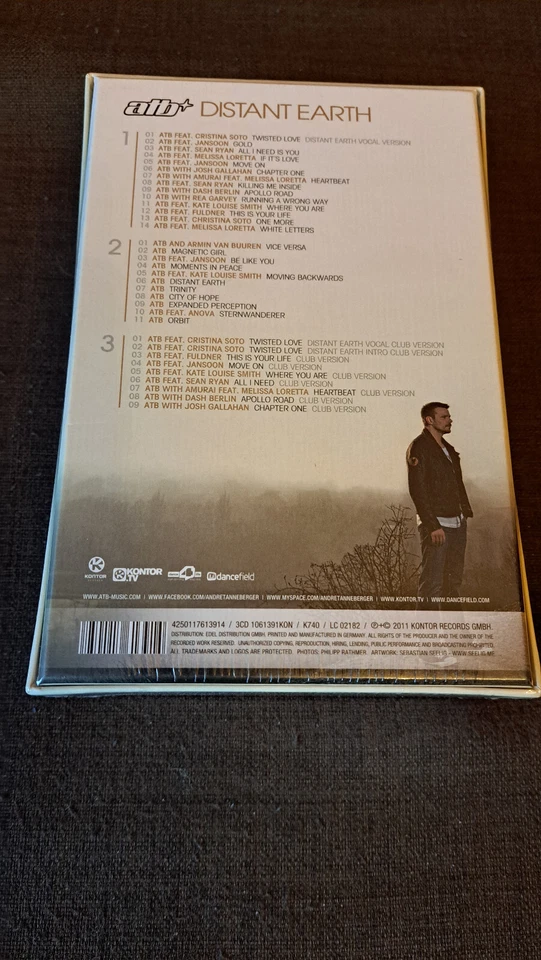 atb DISTANT EARTH
1
01 ATB FEAT. CRISTINA SOTO TWISTED LOVE DISTANT EARTH VOCAL VERSION
02 ATB FEAT. JANSOON GOLD
03 ATB FEAT. SEAN RYAN ALL I NEED IS YOU
04 ATB FEAT. MELISSA LORETTA IF IT'S LOVE
05 ATB FEAT. JANSOON MOVE ON
06 ATB WITH JOSH GALLAHAN CHAPTER ONE
07 ATB WITH AMURAI FEAT. MELISSA LORETTA HEARTBEAT
08 ATB FEAT. SEAN RYAN KILLING ME INSIDE
09 ATB WITH DASH BERLIN APOLLO ROAD
10 ATB WITH REA GARVEY RUNNING A WRONG WAY
11 ATB FEAT. KATE LOUISE SMITH WHERE YOU ARE
12 ATB FEAT. FULDNER THIS IS YOUR LIFE
13 ATB FEAT. CHRISTO SOTO ONE MORE
14 ATB FEAT. MELISSA LORETTA WHITE LETTERS
2
01 ATB AND ARMIN VAN BUUREN VICE VERSA
02 ATB MAGNETIC GIRL
03 ATB FEAT. JANSOON BE LIKE YOU
04 ATB MOMENTS IN PEACE
05 ATB FEAT. KATE LOUISE SMITH MOVING BACKWARDS
06 ATB DISTANT EARTH
07 ATB TRINITY
08 ATB CITY OF HOPE
09 ATB EXPANDED PERCEPTION
10 ATB FEAT. ANOVA STERNWANDERER
11 ATB ORBIT
3
01 ATB FEAT. CRISTINA SOTO TWISTED LOVE DISTANT EARTH VOCAL CLUB VERSION
02 ATB FEAT. CRISTINA SOTO TWISTED LOVE DISTANT EARTH INTRO CLUB VERSION
03 ATB FEAT. FULDNER THIS IS YOUR LIFE CLUB VERSION
04 ATB FEAT. JANSOON MOVE ON CLUB VERSION
05 ATB FEAT. KATE LOUISE SMITH WHERE YOU ARE CLUB VERSION
06 ATB FEAT. SEAN RYAN ALL I NEED CLUB VERSION
07 ATB WITH AMURAI FEAT. MELISSA LORETTA HEARTBEAT CLUB VERSION
08 ATB WITH DASH BERLIN APOLLO ROAD CLUB VERSION
09 ATB WITH JOSH GALLAHAN CHAPTER ONE CLUB VERSION
KONTOR KONTOR.TV dancefield
WWW.ATB-MUSIC.COM | WWW.FACEBOOK.COM/ANDRETANNEBERGER | WWW.MYSPACE.COM/ANDRETANNEBERGER | WWW.KONTOR.TV | WWW.DANCEFIELD.COM
4250117613914 / 3CD 1061391KON / K740 / LC 02182 / ℗+© 2011 KONTOR RECORDS GMBH.
DISTRIBUTION: EDEL DISTRIBUTION GMBH. PRINTED AND MANUFACTURED IN GERMANY. ALL RIGHTS OF THE PRODUCER AND THE OWNER OF THE
RECORDED WORK RESERVED. UNAUTHORIZED COPYING, REPRODUCTION, HIRING, LENDING, PUBLIC PERFORMANCE AND BROADCASTING PROHIBITED.
ALL TRADEMARKS AND LOGOS ARE PROTECTED. PHOTOS: PHILIPP RATHMER. ARTWORK: SEBASTIAN SEELIG - WWW.SEELIG.ME